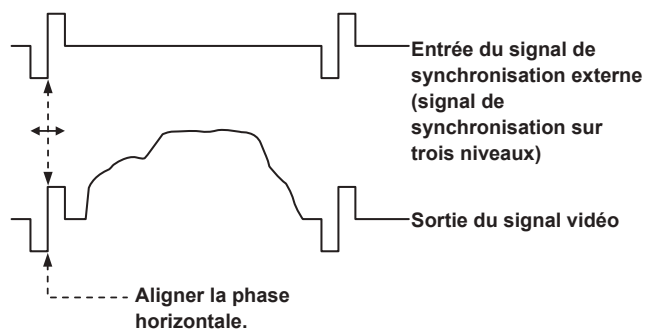 Entrée du signal de
synchronisation externe
(signal de
synchronisation sur
trois niveaux)
Sortie du signal vidéo
Aligner la phase
horizontale.